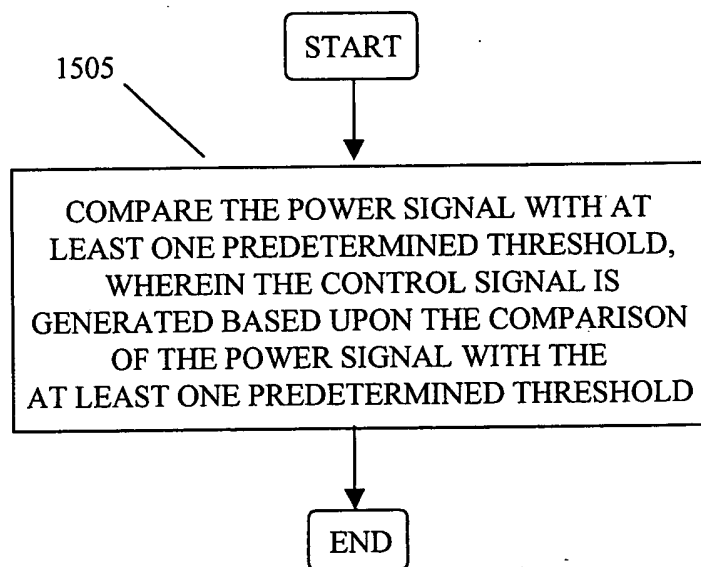 START
1505
COMPARE THE POWER SIGNAL WITH AT
LEAST ONE PREDETERMINED THRESHOLD,
WHEREIN THE CONTROL SIGNAL IS
GENERATED BASED UPON THE COMPARISON
OF THE POWER SIGNAL WITH THE
AT LEAST ONE PREDETERMINED THRESHOLD
END